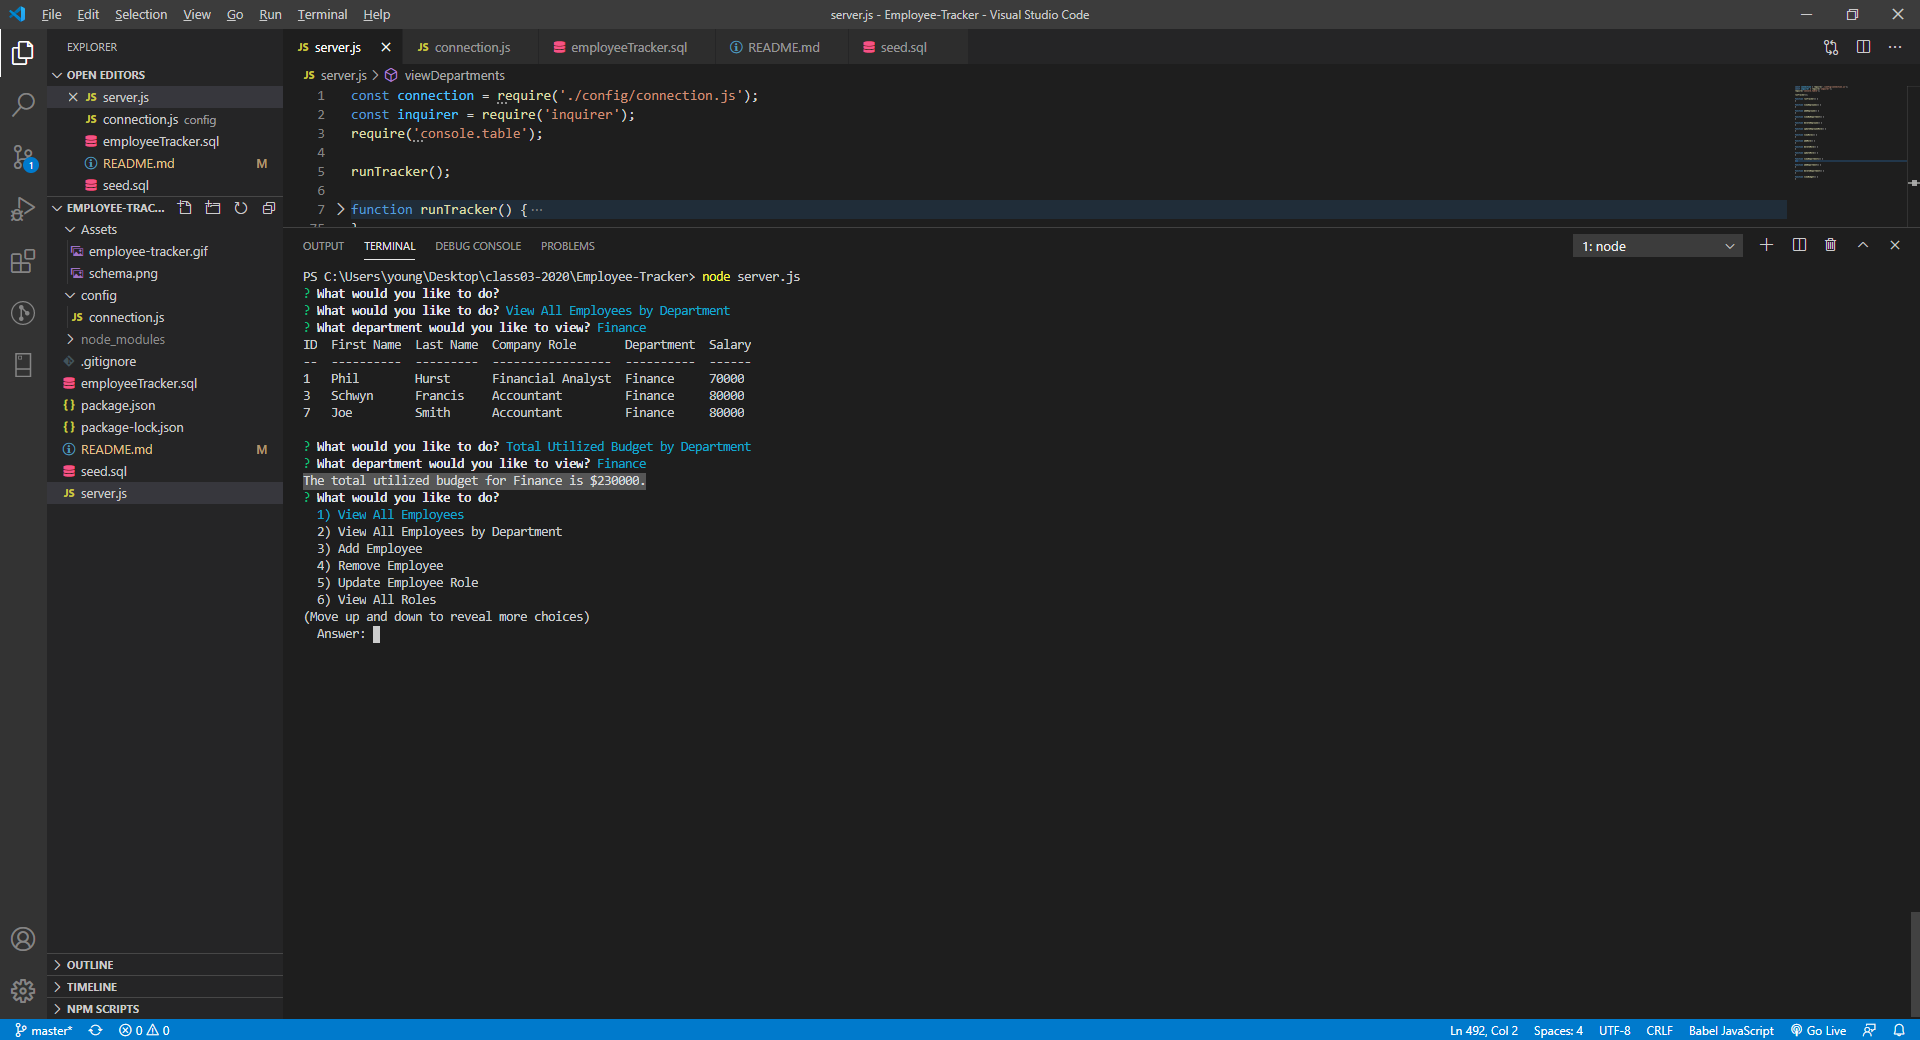 File Edit Selection View Go Run Terminal Help
server.js - Employee-Tracker - Visual Studio Code
EXPLORER
OPEN EDITORS
JS server.js
JS connection.js config
employeeTracker.sql
README.md M
seed.sql
EMPLOYEE-TRAC...
Assets
employee-tracker.gif
schema.png
config
JS connection.js
node_modules
.gitignore
employeeTracker.sql
{} package.json
{} package-lock.json
README.md M
seed.sql
JS server.js
OUTLINE
TIMELINE
NPM SCRIPTS
1
JS server.js JS connection.js employeeTracker.sql README.md seed.sql
JS server.js > viewDepartments
1 const connection = require('./config/connection.js');
2 const inquirer = require('inquirer');
3 require('console.table');
4
5 runTracker();
6
7 function runTracker() { ...
OUTPUT TERMINAL DEBUG CONSOLE PROBLEMS
1: node
PS C:\Users\young\Desktop\class03-2020\Employee-Tracker> node server.js
? What would you like to do?
? What would you like to do? View All Employees by Department
? What department would you like to view? Finance
ID First Name Last Name Company Role Department Salary
-- ---------- --------- ----------------- ---------- ------
1 Phil Hurst Financial Analyst Finance 70000
3 Schwyn Francis Accountant Finance 80000
7 Joe Smith Accountant Finance 80000
? What would you like to do? Total Utilized Budget by Department
? What department would you like to view? Finance
The total utilized budget for Finance is $230000.
? What would you like to do?
1) View All Employees
2) View All Employees by Department
3) Add Employee
4) Remove Employee
5) Update Employee Role
6) View All Roles
(Move up and down to reveal more choices)
Answer:
master* 0 0
Ln 492, Col 2 Spaces: 4 UTF-8 CRLF Babel JavaScript Go Live